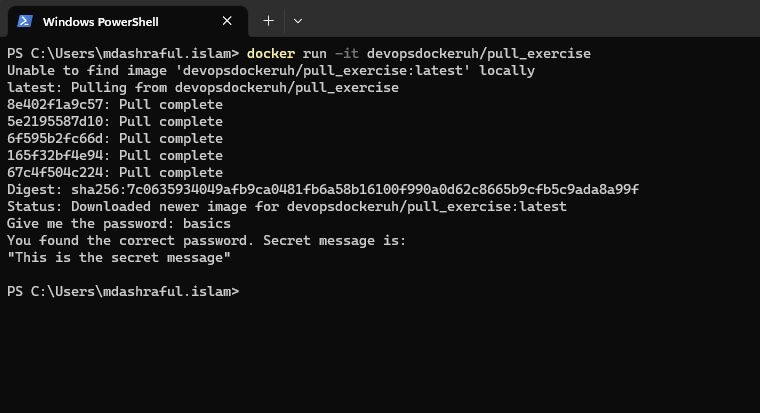 Windows PowerShell
PS C:\Users\mdashraful.islam> docker run -it devopsdockeruh/pull_exercise
Unable to find image 'devopsdockeruh/pull_exercise:latest' locally
latest: Pulling from devopsdockeruh/pull_exercise
8e402f1a9c57: Pull complete
5e2195587d10: Pull complete
6f595b2fc66d: Pull complete
165f32bf4e94: Pull complete
67c4f504c224: Pull complete
Digest: sha256:7c0635934049afb9ca0481fb6a58b16100f990a0d62c8665b9cfb5c9ada8a99f
Status: Downloaded newer image for devopsdockeruh/pull_exercise:latest
Give me the password: basics
You found the correct password. Secret message is:
"This is the secret message"
PS C:\Users\mdashraful.islam>